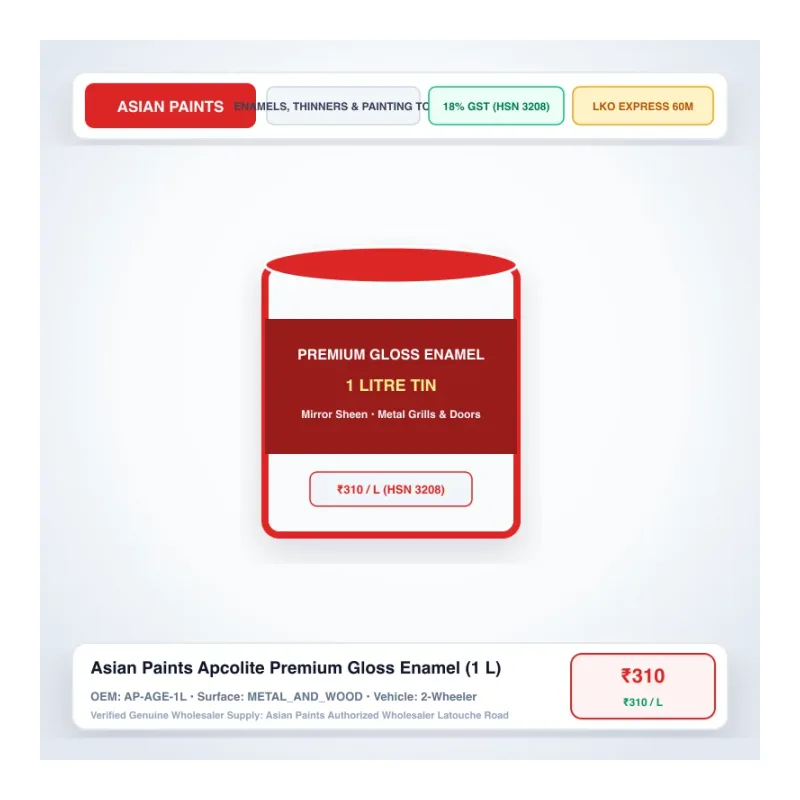 ASIAN PAINTS
ENAMELS, THINNERS & PAINTING TO
18% GST (HSN 3208)
LKO EXPRESS 60M
PREMIUM GLOSS ENAMEL
1 LITRE TIN
Mirror Sheen • Metal Grills & Doors
₹310 / L (HSN 3208)
Asian Paints Apcolite Premium Gloss Enamel (1 L)
OEM: AP-AGE-1L • Surface: METAL_AND_WOOD • Vehicle: 2-Wheeler
Verified Genuine Wholesaler Supply: Asian Paints Authorized Wholesaler Latouche Road
₹310
₹310 / L